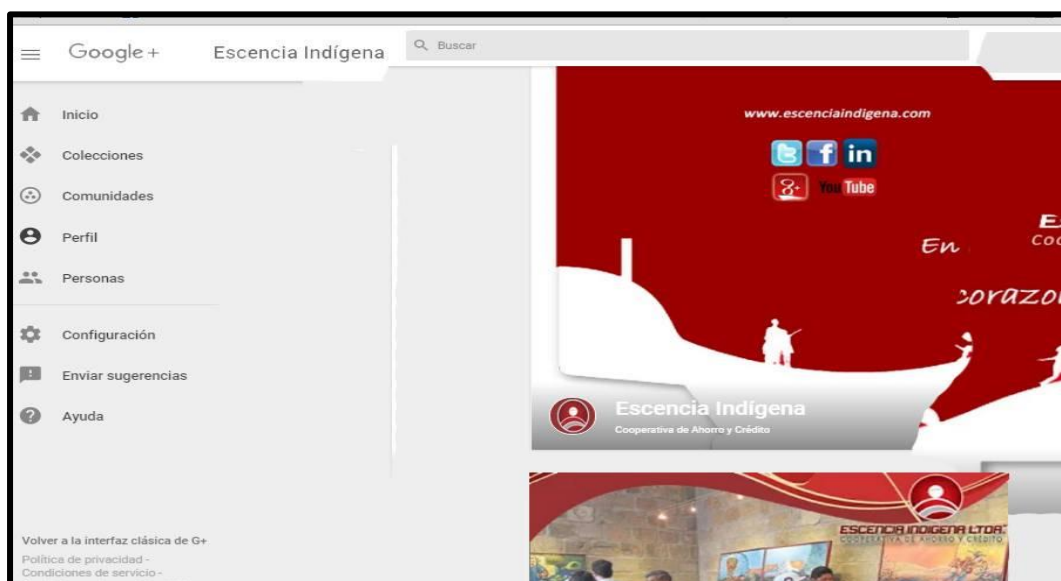 Google+
Escencia Indígena
Buscar
Inicio
Colecciones
Comunidades
Perfil
Personas
Configuración
Enviar sugerencias
Ayuda
Volver a la interfaz clásica de G+
Política de privacidad -
Condiciones de servicio -
www.escenciaindigena.com
f in
g+ You Tube
En
corazo
Escencia Indígena
Cooperativa de Ahorro y Crédito
ESCENCIA INDIGENA LTDA.
COOPERATIVA DE AHORRO Y CRÉDITO